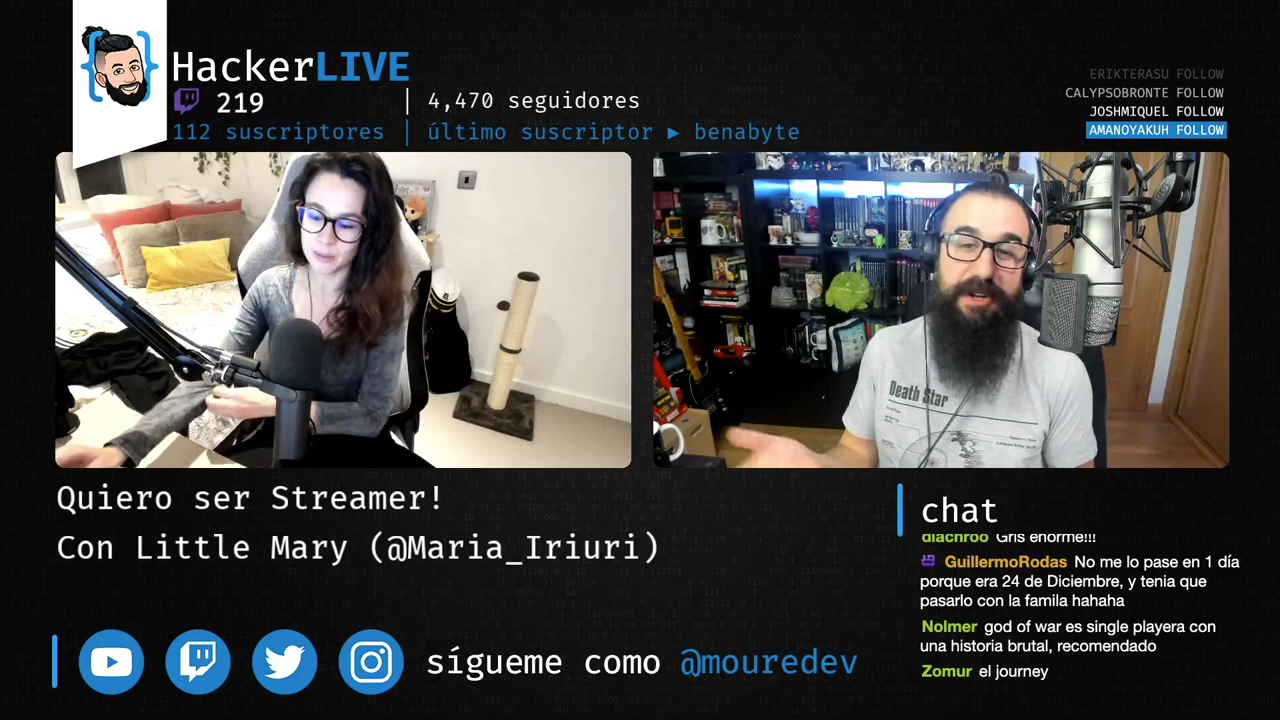 HackerLIVE
219 | 4,470 seguidores
112 suscriptores | último suscriptor ▶ benabyte
ERIKTERASU FOLLOW
CALYPSOBRONTE FOLLOW
JOSHMIQUEL FOLLOW
AMANOYAKUH FOLLOW
Death Star
Quiero ser Streamer!
Con Little Mary (@Maria_Iriuri)
chat
diachroo Gris enorme!!!
GuillermoRodas No me lo pase en 1 día
porque era 24 de Diciembre, y tenia que
pasarlo con la famila hahaha
Nolmer god of war es single playera con
una historia brutal, recomendado
Zomur el journey
sígueme como @mouredev